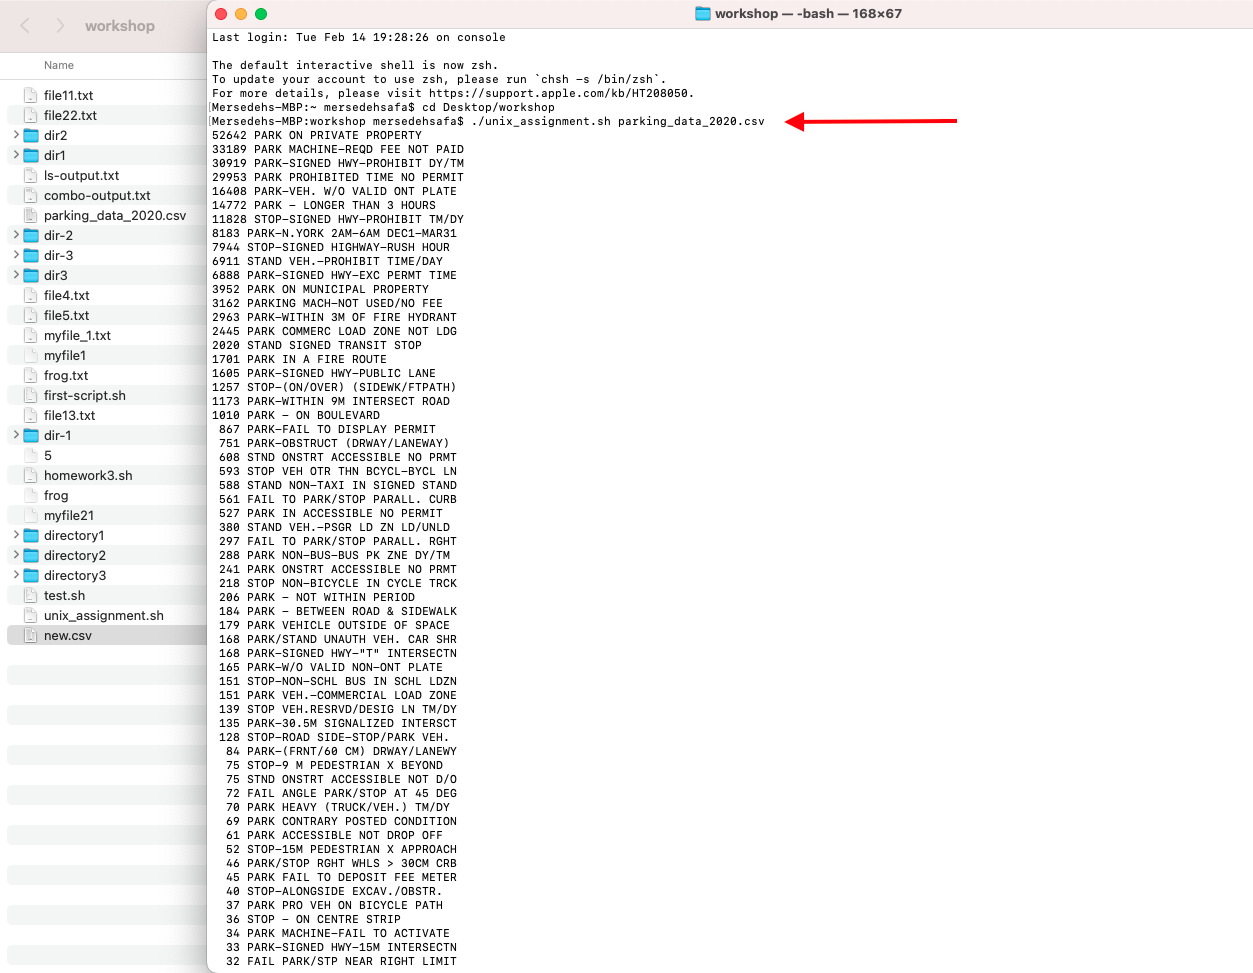 workshop
Name
file11.txt
file22.txt
dir2
dir1
ls-output.txt
combo-output.txt
parking_data_2020.csv
dir-2
dir-3
dir3
file4.txt
file5.txt
myfile_1.txt
myfile1
frog.txt
first-script.sh
file13.txt
dir-1
5
homework3.sh
frog
myfile21
directory1
directory2
directory3
test.sh
unix_assignment.sh
new.csv
workshop — -bash — 168×67
Last login: Tue Feb 14 19:28:26 on console
The default interactive shell is now zsh.
To update your account to use zsh, please run `chsh -s /bin/zsh`.
For more details, please visit https://support.apple.com/kb/HT208050.
[Mersedehs-MBP:~ mersedehsafa$ cd Desktop/workshop
[Mersedehs-MBP:workshop mersedehsafa$ ./unix_assignment.sh parking_data_2020.csv
52642 PARK ON PRIVATE PROPERTY
33189 PARK MACHINE-REQD FEE NOT PAID
30919 PARK-SIGNED HWY-PROHIBIT DY/TM
29953 PARK PROHIBITED TIME NO PERMIT
16408 PARK-VEH. W/O VALID ONT PLATE
14772 PARK - LONGER THAN 3 HOURS
11828 STOP-SIGNED HWY-PROHIBIT TM/DY
8183 PARK-N.YORK 2AM-6AM DEC1-MAR31
7944 STOP-SIGNED HIGHWAY-RUSH HOUR
6911 STAND VEH.-PROHIBIT TIME/DAY
6888 PARK-SIGNED HWY-EXC PERMT TIME
3952 PARK ON MUNICIPAL PROPERTY
3162 PARKING MACH-NOT USED/NO FEE
2963 PARK-WITHIN 3M OF FIRE HYDRANT
2445 PARK COMMERC LOAD ZONE NOT LDG
2020 STAND SIGNED TRANSIT STOP
1701 PARK IN A FIRE ROUTE
1605 PARK-SIGNED HWY-PUBLIC LANE
1257 STOP-(ON/OVER) (SIDEWK/FTPATH)
1173 PARK-WITHIN 9M INTERSECT ROAD
1010 PARK - ON BOULEVARD
867 PARK-FAIL TO DISPLAY PERMIT
751 PARK-OBSTRUCT (DRWAY/LANEWAY)
608 STND ONSTRT ACCESSIBLE NO PRMT
593 STOP VEH OTR THN BCYCL-BYCL LN
588 STAND NON-TAXI IN SIGNED STAND
561 FAIL TO PARK/STOP PARALL. CURB
527 PARK IN ACCESSIBLE NO PERMIT
380 STAND VEH.-PSGR LD ZN LD/UNLD
297 FAIL TO PARK/STOP PARALL. RGHT
288 PARK NON-BUS-BUS PK ZNE DY/TM
241 PARK ONSTRT ACCESSIBLE NO PRMT
218 STOP NON-BICYCLE IN CYCLE TRCK
206 PARK - NOT WITHIN PERIOD
184 PARK - BETWEEN ROAD & SIDEWALK
179 PARK VEHICLE OUTSIDE OF SPACE
168 PARK/STAND UNAUTH VEH. CAR SHR
168 PARK-SIGNED HWY-"T" INTERSECTN
165 PARK-W/O VALID NON-ONT PLATE
151 STOP-NON-SCHL BUS IN SCHL LDZN
151 PARK VEH.-COMMERCIAL LOAD ZONE
139 STOP VEH.RESRVD/DESIG LN TM/DY
135 PARK-30.5M SIGNALIZED INTERSCT
128 STOP-ROAD SIDE-STOP/PARK VEH.
84 PARK-(FRNT/60 CM) DRWAY/LANEWY
75 STOP-9 M PEDESTRIAN X BEYOND
75 STND ONSTRT ACCESSIBLE NOT D/O
72 FAIL ANGLE PARK/STOP AT 45 DEG
70 PARK HEAVY (TRUCK/VEH.) TM/DY
69 PARK CONTRARY POSTED CONDITION
61 PARK ACCESSIBLE NOT DROP OFF
52 STOP-15M PEDESTRIAN X APPROACH
46 PARK/STOP RGHT WHLS > 30CM CRB
45 PARK FAIL TO DEPOSIT FEE METER
40 STOP-ALONGSIDE EXCAV./OBSTR.
37 PARK PRO VEH ON BICYCLE PATH
36 STOP - ON CENTRE STRIP
34 PARK MACHINE-FAIL TO ACTIVATE
33 PARK-SIGNED HWY-15M INTERSECTN
32 FAIL PARK/STP NEAR RIGHT LIMIT